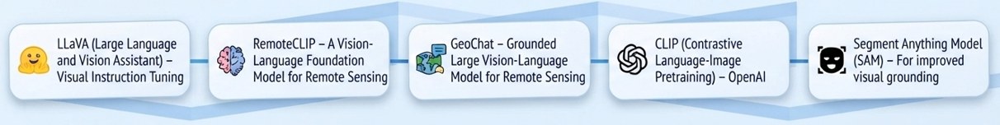 LLaVA (Large Language
and Vision Assistant) –
Visual Instruction Tuning
RemoteCLIP – A Vision-
Language Foundation
Model for Remote Sensing
GeoChat – Grounded
Large Vision-Language
Model for Remote Sensing
CLIP (Contrastive
Language-Image
Pretraining) – OpenAI
Segment Anything Model
(SAM) – For improved
visual grounding